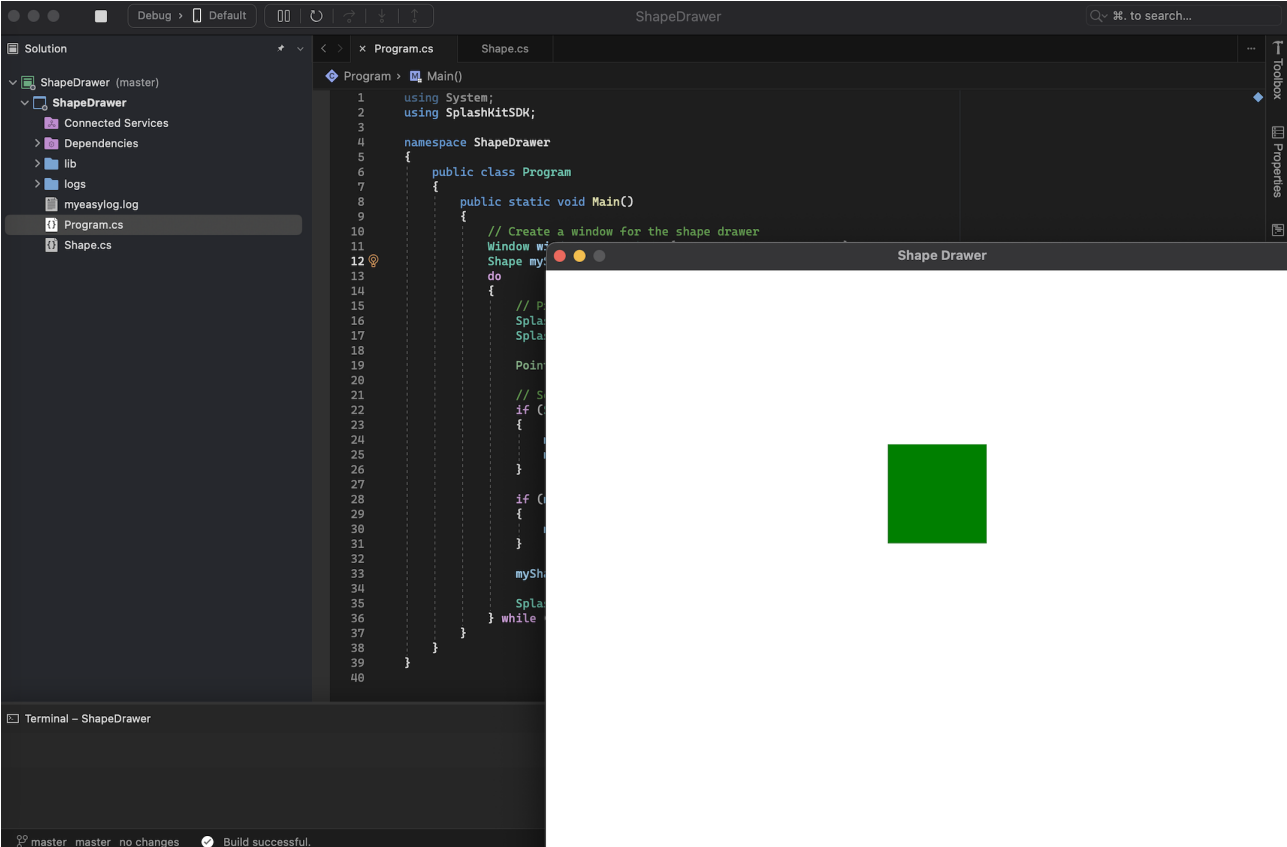 Debug › Default
ShapeDrawer
⌘. to search...
Solution
Program.cs
Shape.cs
ShapeDrawer (master)
ShapeDrawer
Connected Services
Dependencies
lib
logs
myeasylog.log
Program.cs
Shape.cs
Program › Main()
1 using System;
2 using SplashKitSDK;
3
4 namespace ShapeDrawer
5 {
6 public class Program
7 {
8 public static void Main()
9 {
10 // Create a window for the shape drawer
11 Window wi
12 Shape myS
13 do
14 {
15 // P
16 Spla
17 Spla
18
19 Poin
20
21 // S
22 if (
23 {
24
25
26 }
27
28 if (
29 {
30
31 }
32
33 mySha
34
35 Spla
36 } while
37 }
38 }
39 }
40
Shape Drawer
Toolbox
Properties
Terminal – ShapeDrawer
master master no changes Build successful.